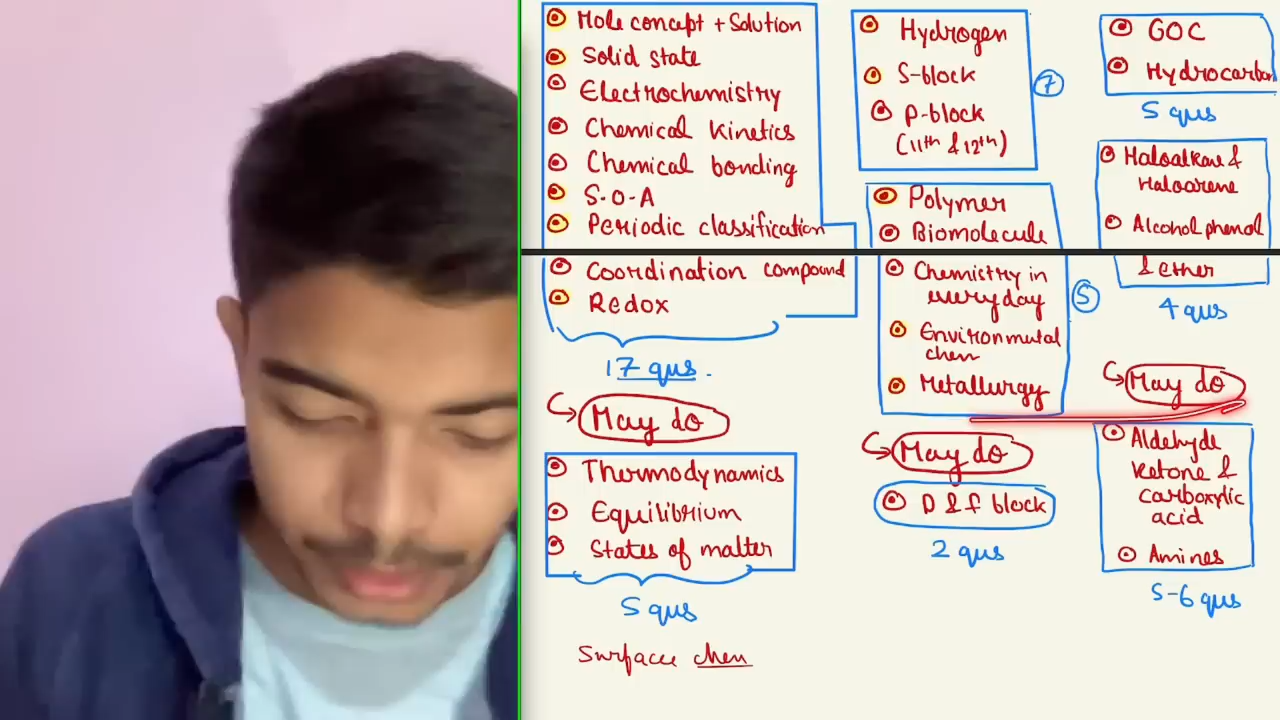 Mole concept + Solution
Solid state
Electrochemistry
Chemical kinetics
Chemical bonding
S.O.A
Periodic classification
Coordination compound
Redox
17 qus.
May do
Thermodynamics
Equilibrium
States of matter
5 qus
Surface chem
Hydrogen
S-block
P-block
(11th & 12th)
7
Polymer
Biomolecule
Chemistry in
everyday
Environmutal
chem
Metallurgy
5
May do
D & f block
2 qus
GOC
Hydrocarbon
5 qus
Haloalkane &
Haloarene
Alcohol phenol
& ether
4 qus
May do
Aldehyde
ketone &
carboxylic
acid
Amines
5-6 qus